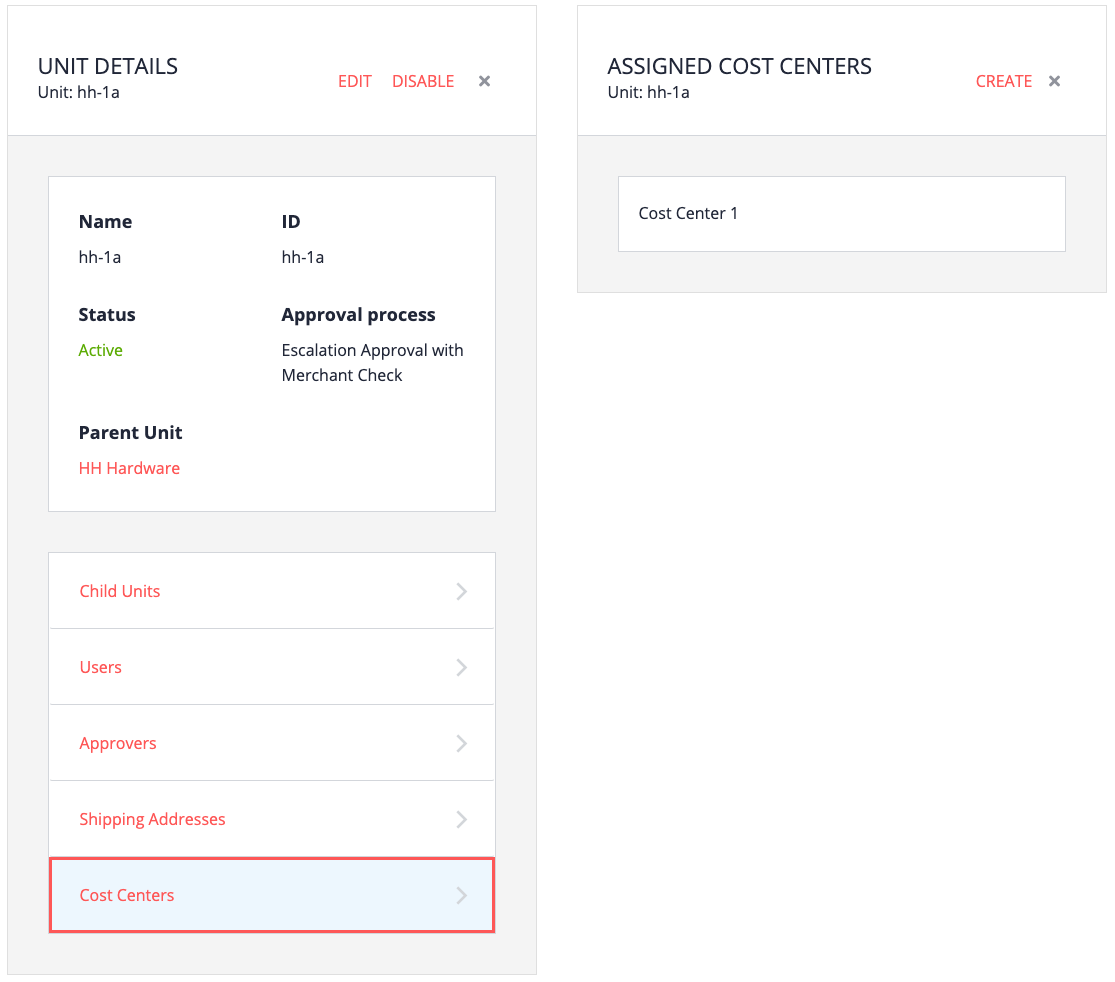 UNIT DETAILS
Unit: hh-1a
EDIT DISABLE ×
Name ID
hh-1a hh-1a
Status Approval process
Active Escalation Approval with
Merchant Check
Parent Unit
HH Hardware
Child Units
Users
Approvers
Shipping Addresses
Cost Centers
ASSIGNED COST CENTERS
Unit: hh-1a
CREATE ×
Cost Center 1